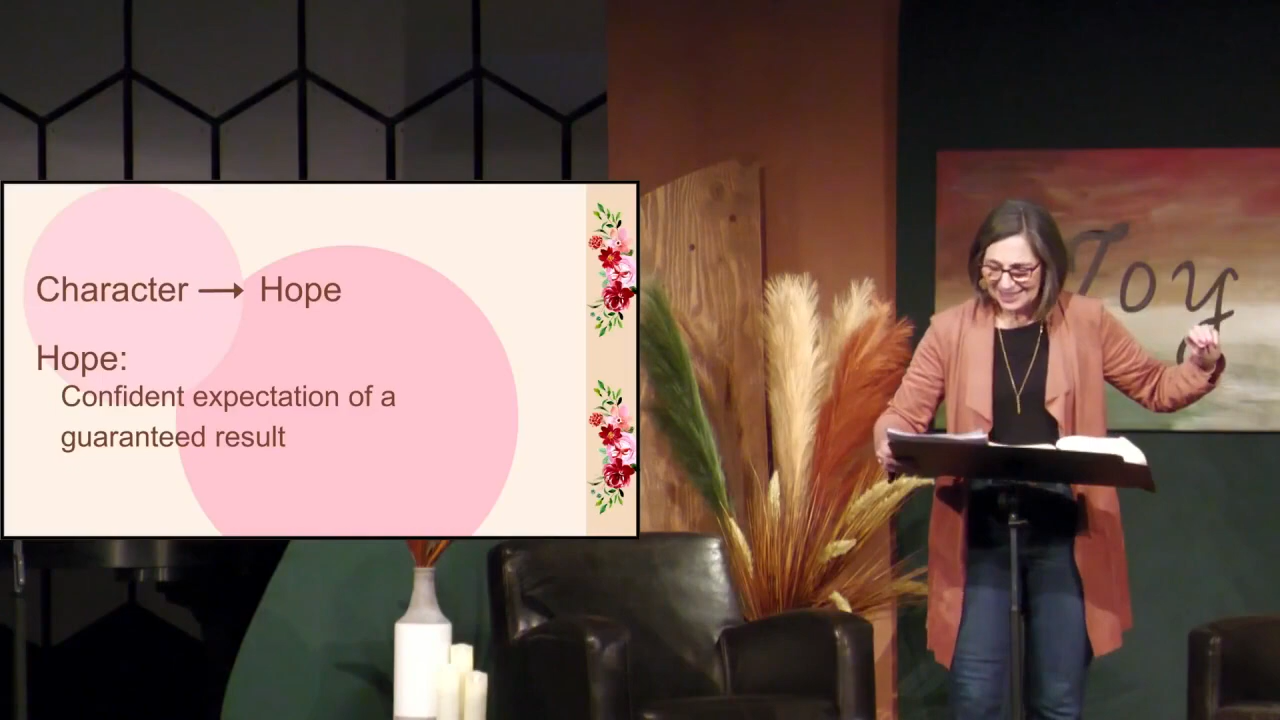 Character → Hope
Hope:
Confident expectation of a
guaranteed result
Joy